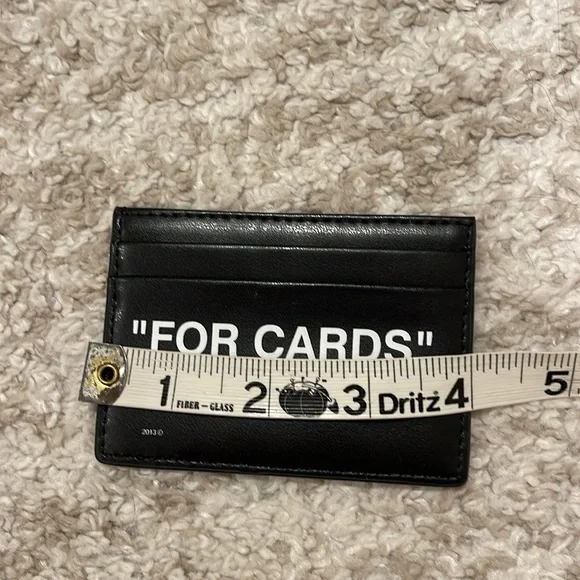 "FOR CARDS"
1 FIBER-GLASS 2 3 Dritz 4 5
2013 ©